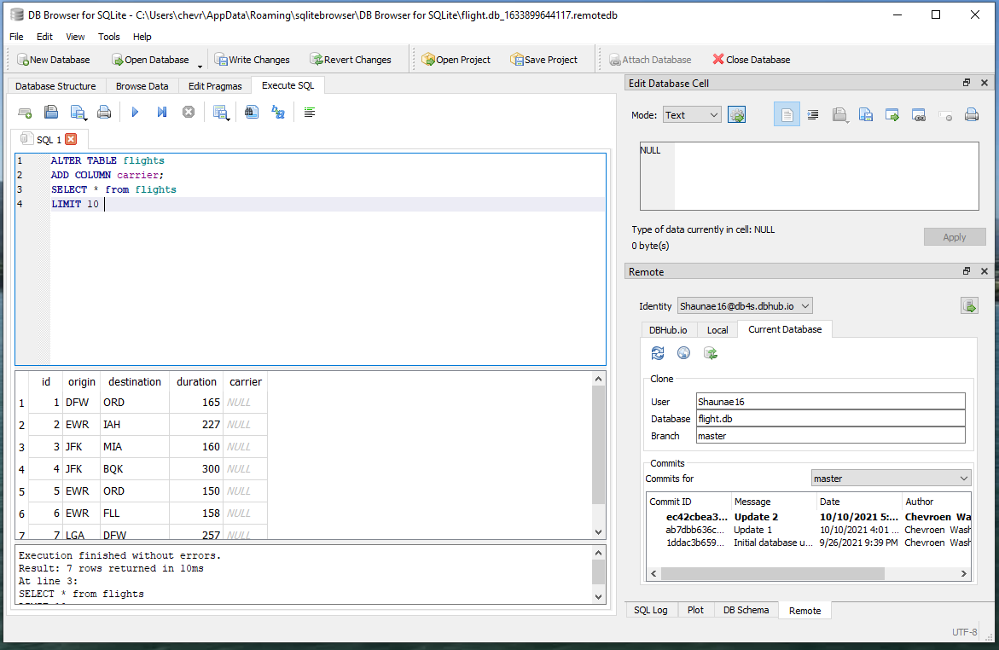 DB Browser for SQLite - C:\Users\chevr\AppData\Roaming\sqlitebrowser\DB Browser for SQLite\flight.db_1633899644117.remotedb
File Edit View Tools Help
New Database Open Database Write Changes Revert Changes Open Project Save Project Attach Database Close Database
Database Structure Browse Data Edit Pragmas Execute SQL
SQL 1
1 ALTER TABLE flights
2 ADD COLUMN carrier;
3 SELECT * from flights
4 LIMIT 10
id origin destination duration carrier
1 1 DFW ORD 165 NULL
2 2 EWR IAH 227 NULL
3 3 JFK MIA 160 NULL
4 4 JFK BQK 300 NULL
5 5 EWR ORD 150 NULL
6 6 EWR FLL 158 NULL
7 7 LGA DFW 257 NULL
Execution finished without errors.
Result: 7 rows returned in 10ms
At line 3:
SELECT * from flights
LIMIT 10
Edit Database Cell
Mode: Text
NULL
Type of data currently in cell: NULL
0 byte(s)
Apply
Remote
Identity Shaunae16@db4s.dbhub.io
DBHub.io Local Current Database
Clone
User Shaunae16
Database flight.db
Branch master
Commits
Commits for master
Commit ID Message Date Author
ec42cbea3... Update 2 10/10/2021 5:... Chevroen Wa
ab7dbb636c... Update 1 10/10/2021 4:01 ... Chevroen Wash
1ddac3b659... Initial database u... 9/26/2021 9:39 PM Chevroen Wash
SQL Log Plot DB Schema Remote
UTF-8